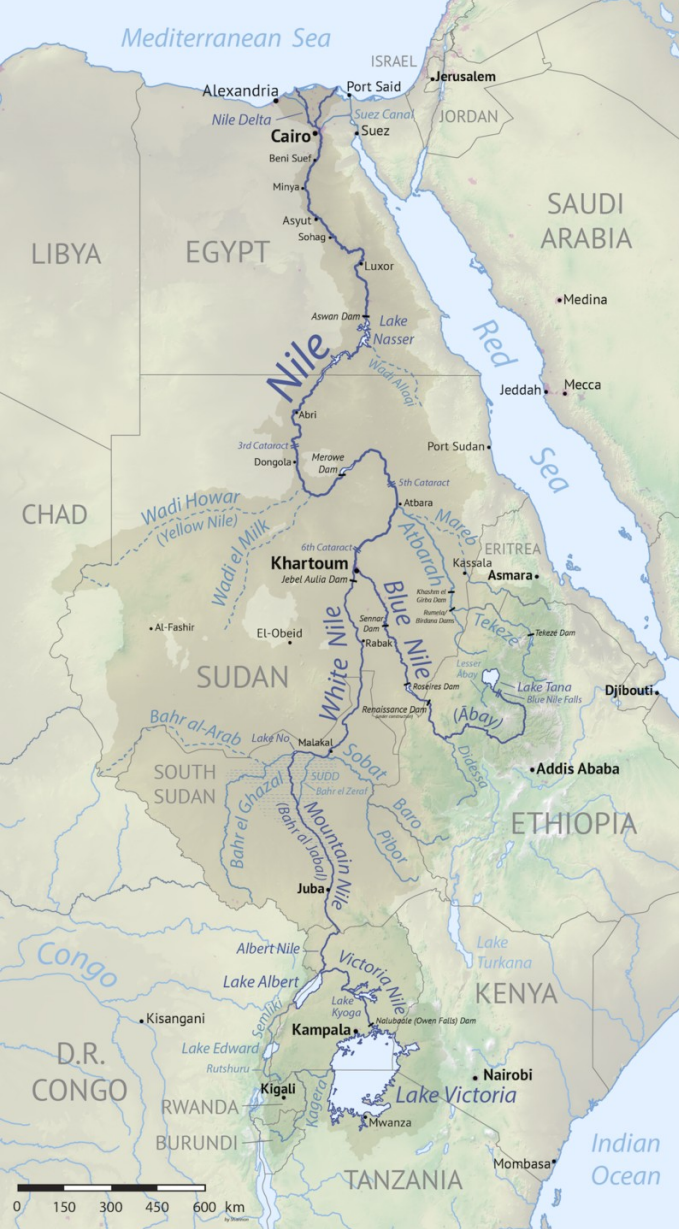 Mediterranean Sea
ISRAEL
Jerusalem
Alexandria
Port Said
Nile Delta
Suez Canal
JORDAN
Cairo
Suez
Beni Suef
Minya
SAUDI
ARABIA
Asyut
Sohag
LIBYA
EGYPT
Luxor
Medina
Aswan Dam
Lake
Nasser
Red
Sea
Nile
Wadi Allaqi
Jeddah
Mecca
Abri
3rd Cataract
Dongola
Merowe
Dam
Port Sudan
5th Cataract
Atbara
CHAD
Wadi Howar
(Yellow Nile)
Wadi el Milk
Mareb
Atbarah
6th Cataract
Khartoum
Jebel Aulia Dam
ERITREA
Kassala
Asmara
Khashm el
Girba Dam
Rumela/
Birdana Dams
Al-Fashir
El-Obeid
White Nile
Blue Nile
Sennar
Dam
Rabak
Tekeze
Tekeze Dam
SUDAN
Lesser
Abay
Lake Tana
Blue Nile Falls
Djibouti
Roseires Dam
Renaissance Dam
(under construction)
(Ābay)
Bahr al-Arab
Lake No
Malakal
Sobat
Didessa
Addis Ababa
SOUTH
SUDAN
SUDD
Bahr el Zeraf
Bahr el Ghazal
Mountain Nile
(Bahr al Jabal)
Baro
Pibor
ETHIOPIA
Juba
Albert Nile
Congo
Lake Albert
Victoria Nile
Lake
Turkana
KENYA
Semliki
Lake
Kyoga
Kisangani
Kampala
Nalubaale (Owen Falls) Dam
Lake Edward
Rutshuru
D.R.
CONGO
Kigali
Nairobi
Lake Victoria
RWANDA
Kagera
Mwanza
BURUNDI
Indian
Ocean
Mombasa
TANZANIA
0 150 300 450 600 km